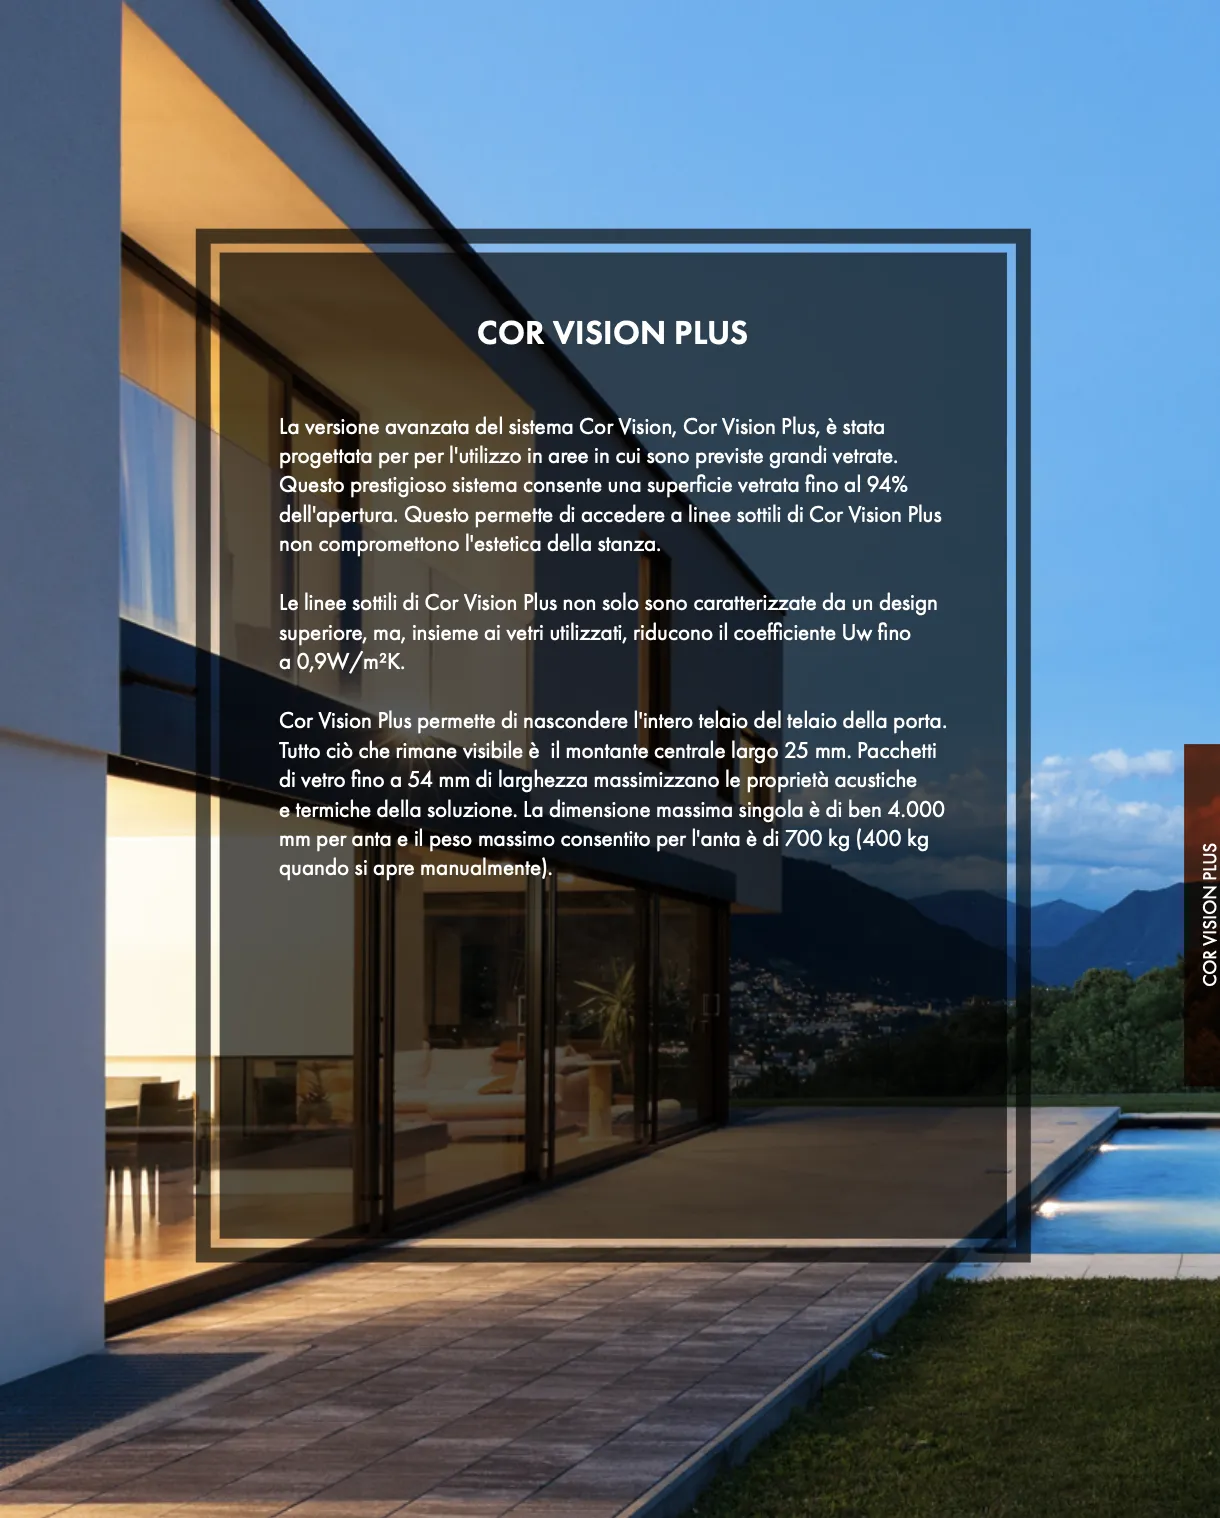 COR VISION PLUS
La versione avanzata del sistema Cor Vision, Cor Vision Plus, è stata
progettata per per l'utilizzo in aree in cui sono previste grandi vetrate.
Questo prestigioso sistema consente una superficie vetrata fino al 94%
dell'apertura. Questo permette di accedere a linee sottili di Cor Vision Plus
non compromettono l'estetica della stanza.
Le linee sottili di Cor Vision Plus non solo sono caratterizzate da un design
superiore, ma, insieme ai vetri utilizzati, riducono il coefficiente Uw fino
a 0,9W/m²K.
Cor Vision Plus permette di nascondere l'intero telaio del telaio della porta.
Tutto ciò che rimane visibile è  il montante centrale largo 25 mm. Pacchetti
di vetro fino a 54 mm di larghezza massimizzano le proprietà acustiche
e termiche della soluzione. La dimensione massima singola è di ben 4.000
mm per anta e il peso massimo consentito per l'anta è di 700 kg (400 kg
quando si apre manualmente).
COR VISION PLUS